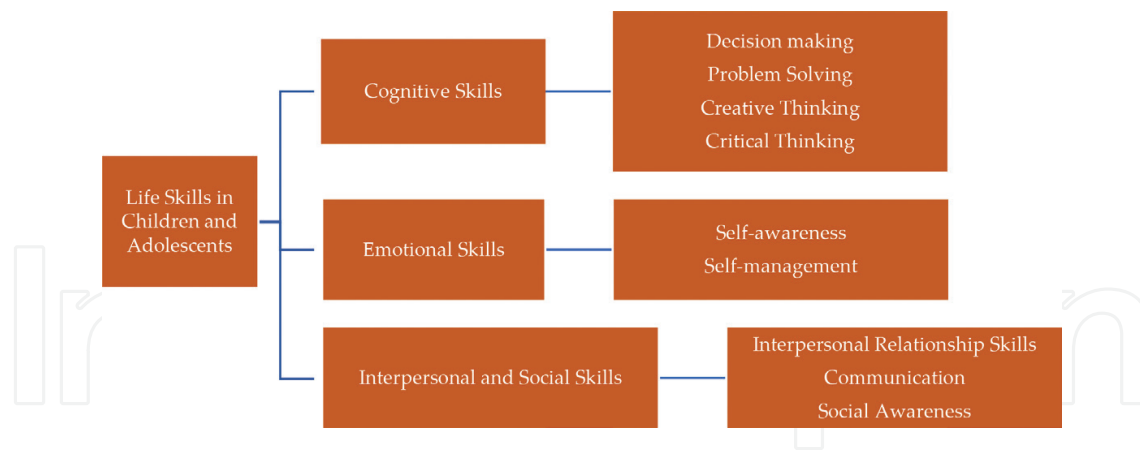 Life Skills in
Children and
Adolescents
Cognitive Skills
Decision making
Problem Solving
Creative Thinking
Critical Thinking
Emotional Skills
Self-awareness
Self-management
Interpersonal and Social Skills
Interpersonal Relationship Skills
Communication
Social Awareness